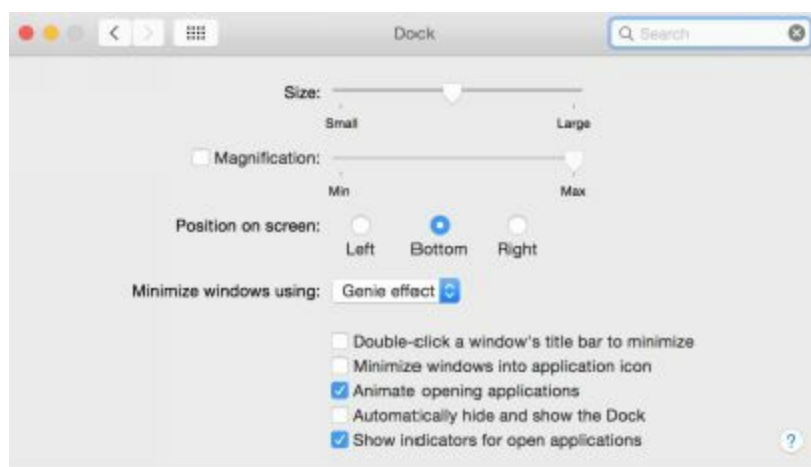 Dock
Search
Size:
Small Large
Magnification:
Min Max
Position on screen:
Left Bottom Right
Minimize windows using: Genie effect
Double-click a window's title bar to minimize
Minimize windows into application icon
Animate opening applications
Automatically hide and show the Dock
Show indicators for open applications
?